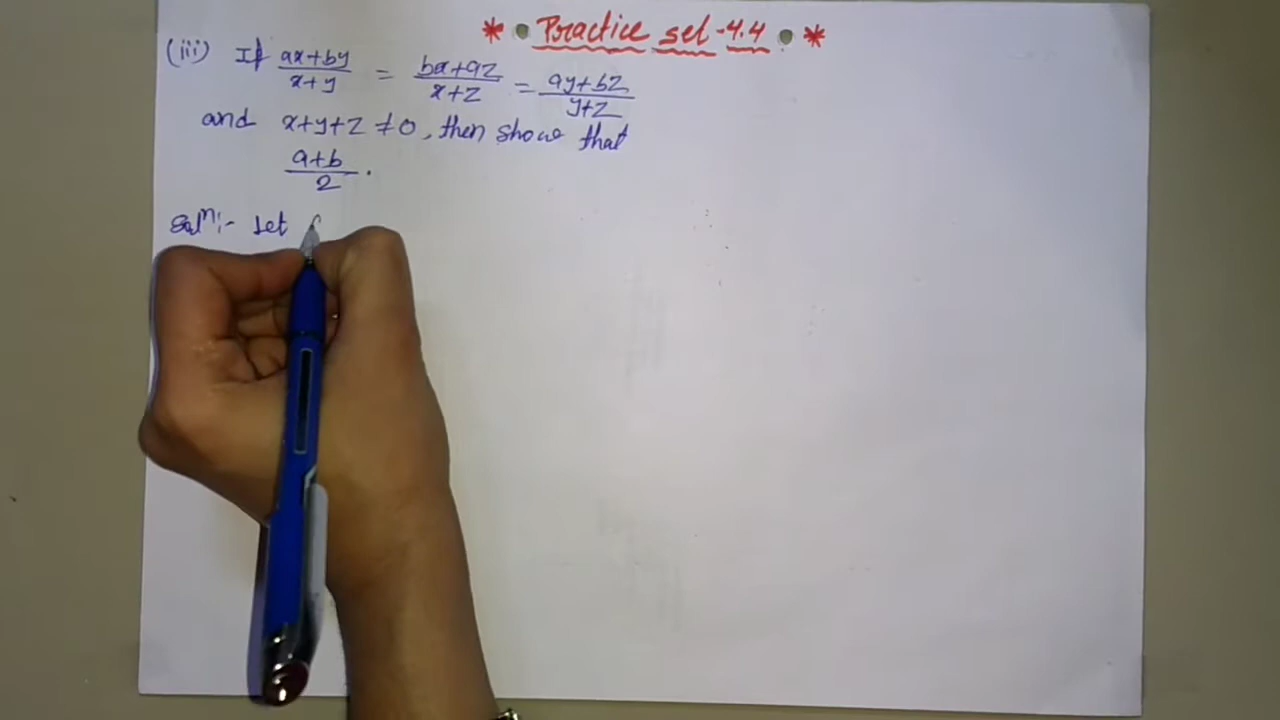 * • Practice set-4.4 • *
(iii) If ax+by/x+y = bx+az/x+z = ay+bz/y+z
and x+y+z ≠0, then show that
a+b/2 .
Solⁿ:- Let